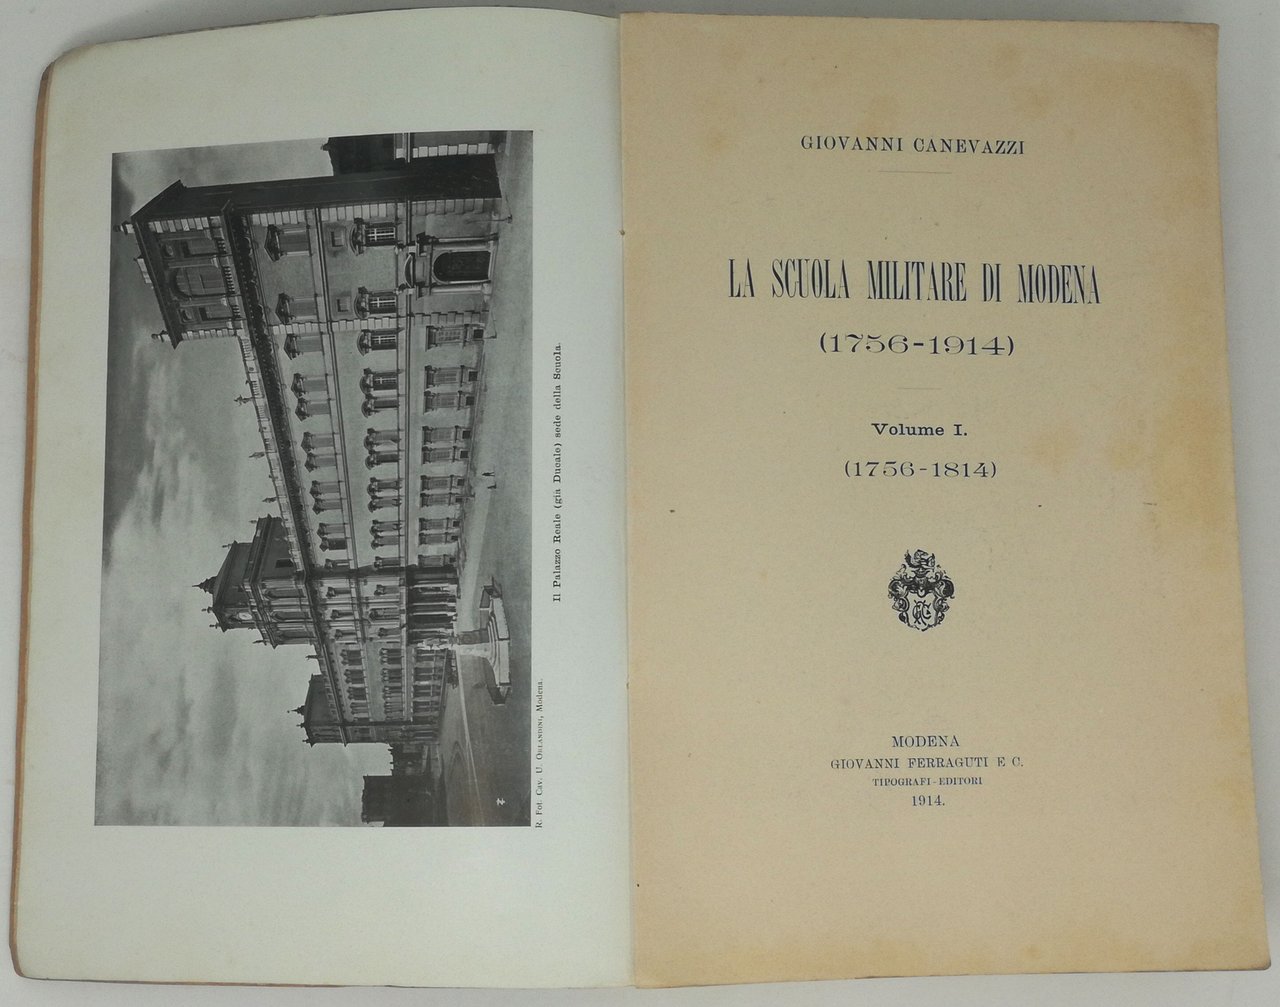 Il Palazzo Reale (già Ducale) sede della Scuola.
R. Fot. Cav. U. ORLANDINI, Modena.
GIOVANNI CANEVAZZI
LA SCUOLA MILITARE DI MODENA
(1756-1914)
Volume I.
(1756-1814)
MODENA
GIOVANNI FERRAGUTI E C.
TIPOGRAFI-EDITORI
1914.